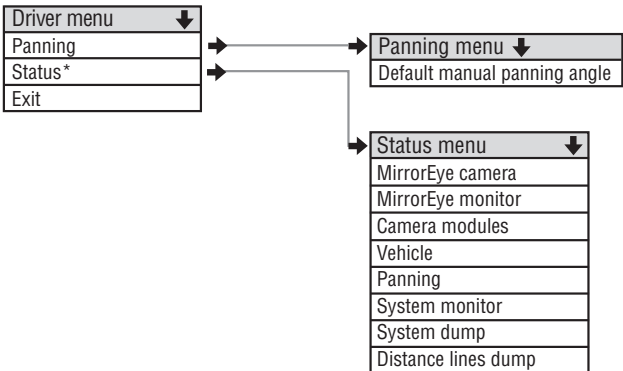 Driver menu
Panning
Status*
Exit
Panning menu
Default manual panning angle
Status menu
MirrorEye camera
MirrorEye monitor
Camera modules
Vehicle
Panning
System monitor
System dump
Distance lines dump